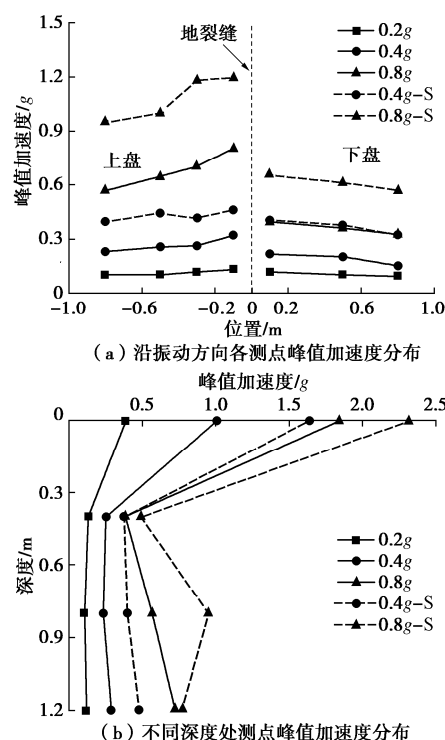 1.5
1.2
0.9
0.6
0.3
0
峰值加速度/g
地裂缝
上盘
下盘
0.2g
0.4g
0.8g
0.4g-S
0.8g-S
-1.0 -0.6 -0.2 0 0.2 0.6 1.0
位置/m
(a)沿振动方向各测点峰值加速度分布
峰值加速度/g
0.5 1.0 1.5 2.0 2.5
0
0.3
0.6
0.9
1.2
深度/m
0.2g
0.4g
0.8g
0.4g-S
0.8g-S
(b)不同深度处测点峰值加速度分布